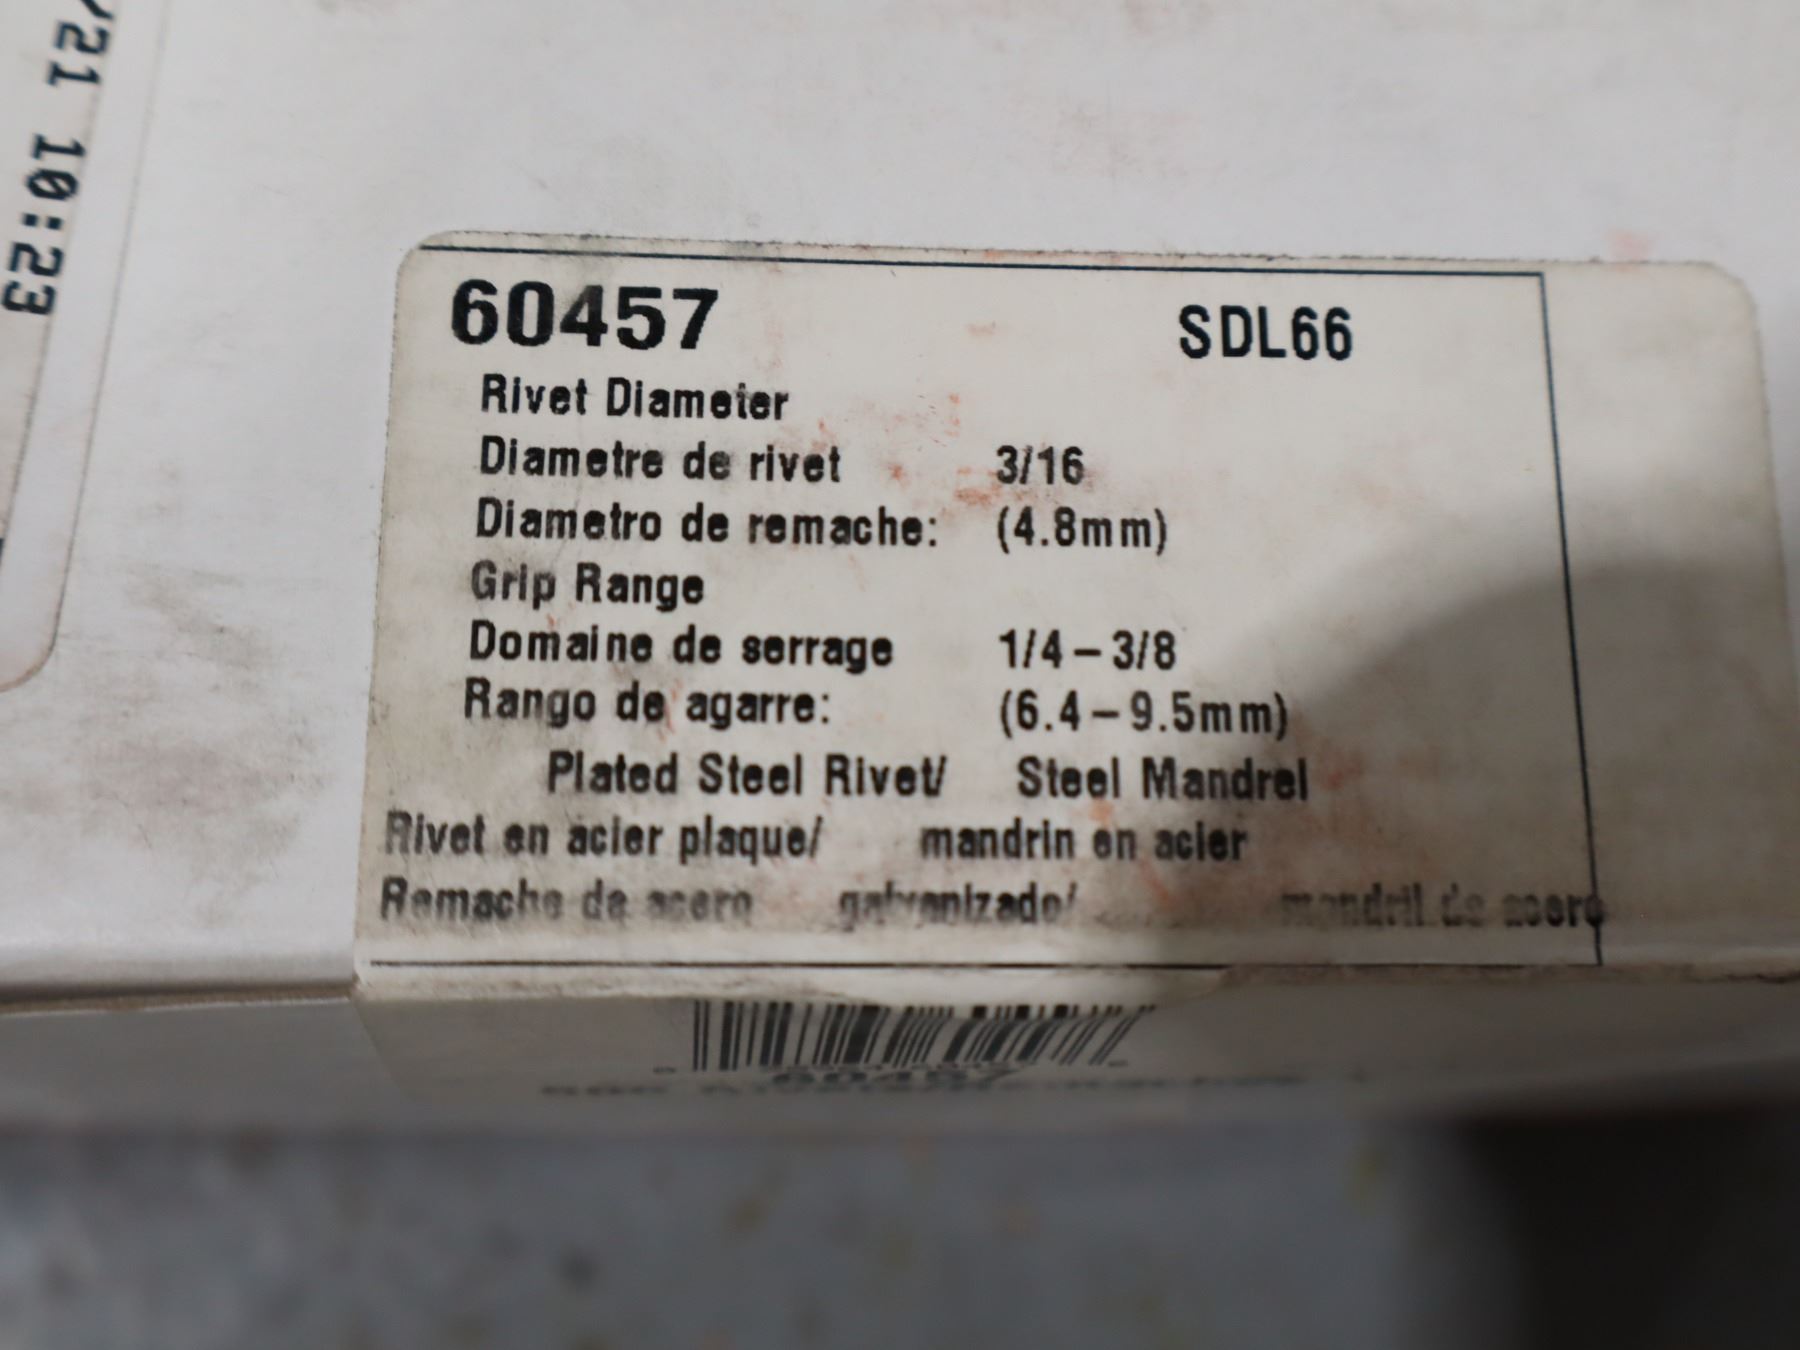 /21 10:23
60457 SDL66
Rivet Diameter
Diametre de rivet 3/16
Diametro de remache: (4.8mm)
Grip Range
Domaine de serrage 1/4 – 3/8
Rango de agarre: (6.4 – 9.5mm)
Plated Steel Rivet/ Steel Mandrel
Rivet en acier plaque/ mandrin en acier
Remache de acero galvanizado/ mandril de acero
60457